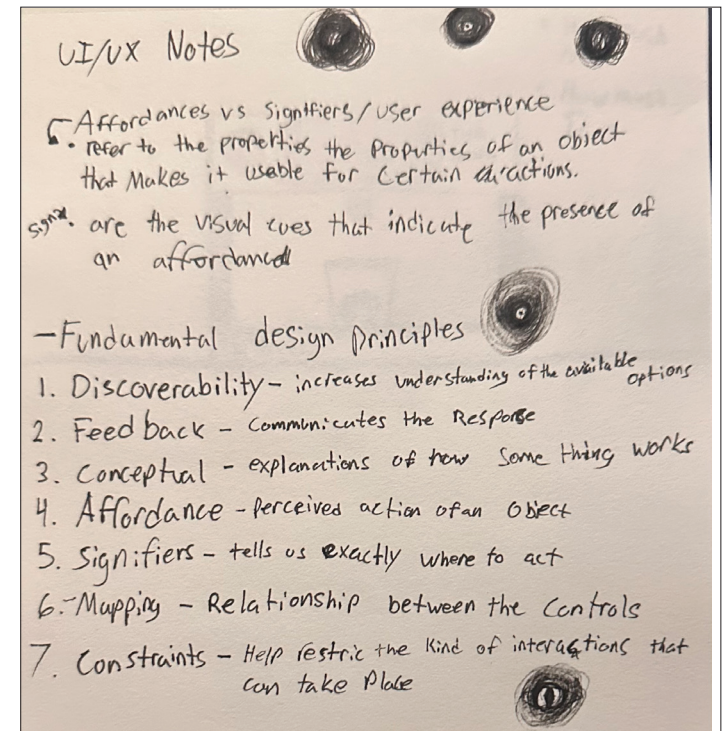 UI/UX Notes
Affordances vs Signifiers/user experience
• refer to the properties the properties of an object
that Makes it usable for Certain actions.
• are the visual cues that indicate the presence of
an affordance
- Fundamental design principles
1. Discoverability - increases understanding of the available
options
2. Feedback - Communicates the Response
3. Conceptual - explanations of how Some thing works
4. Affordance - Perceived action of an Object
5. Signifiers - tells us exactly where to act
6. - Mapping - Relationship between the Controls
7. Constraints - Help restric the Kind of interactions that
can take Place